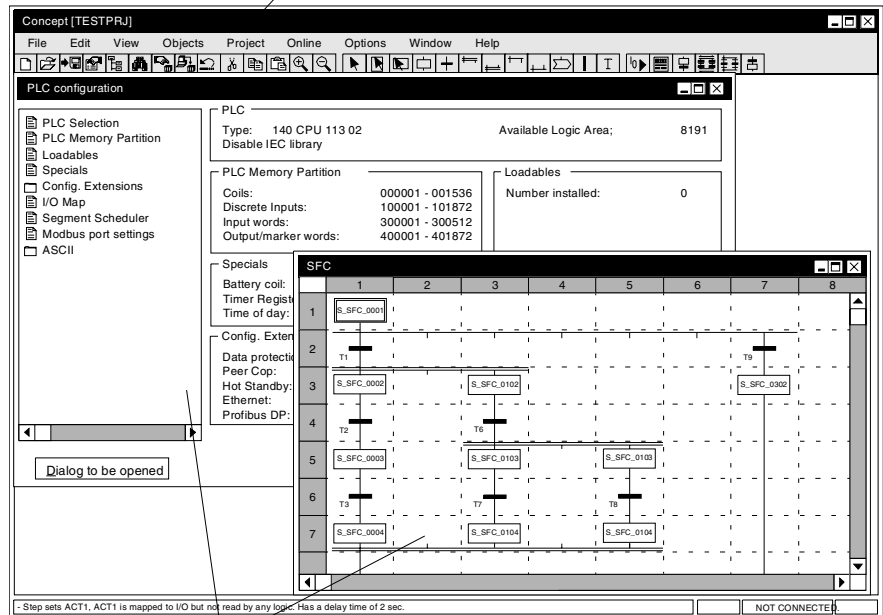 Concept [TESTPRJ]
File Edit View Objects Project Online Options Window Help
PLC configuration
PLC Selection
PLC Memory Partition
Loadables
Specials
Config. Extensions
I/O Map
Segment Scheduler
Modbus port settings
ASCII
Dialog to be opened
PLC
Type: 140 CPU 113 02 Available Logic Area; 8191
Disable IEC library
PLC Memory Partition
Coils: 000001 - 001536
Discrete Inputs: 100001 - 101872
Input words: 300001 - 300512
Output/marker words: 400001 - 401872
Loadables
Number installed: 0
Specials
Battery coil:
Timer Registe
Time of day:
Config. Exten
Data protectio
Peer Cop:
Hot Standby:
Ethernet:
Profibus DP:
SFC
1 2 3 4 5 6 7 8
1 S_SFC_0001
2 T1 T9
3 S_SFC_0002 S_SFC_0102 S_SFC_0302
4 T2 T6
5 S_SFC_0003 S_SFC_0103 S_SFC_0103
6 T3 T7 T8
7 S_SFC_0004 S_SFC_0104 S_SFC_0104
- Step sets ACT1, ACT1 is mapped to I/O but not read by any logic. Has a delay time of 2 sec. NOT CONNECTED.